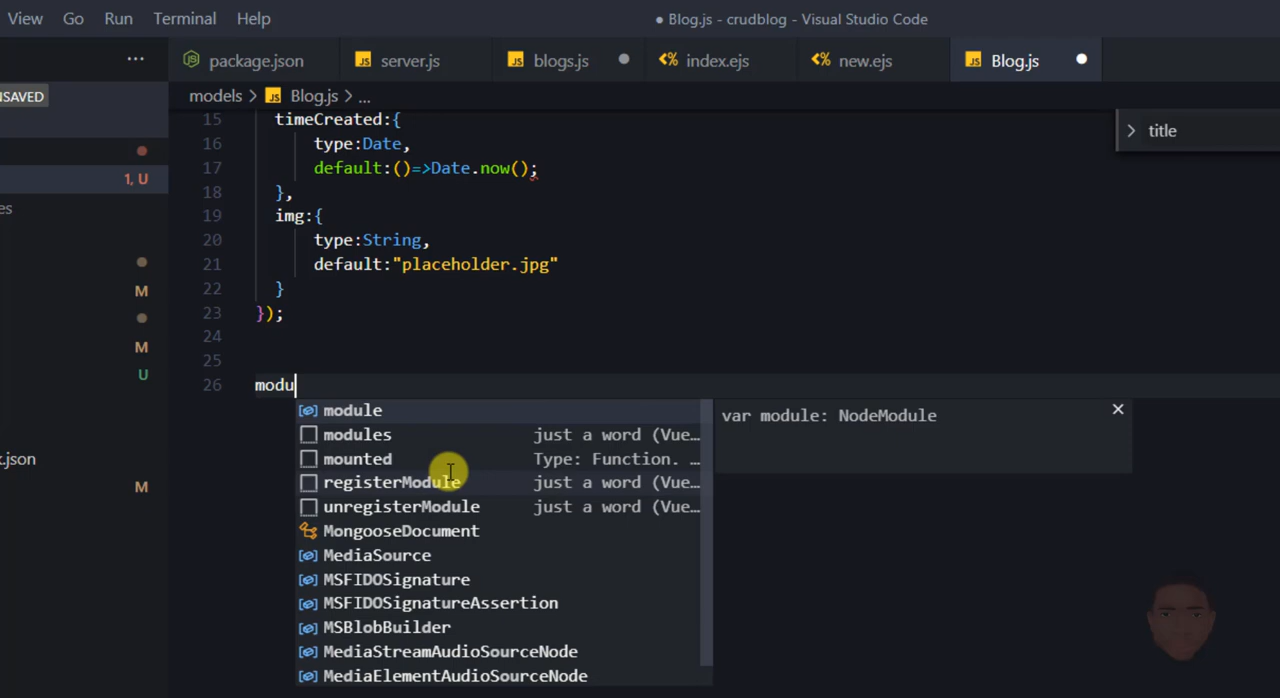 View Go Run Terminal Help ● Blog.js - crudblog - Visual Studio Code
... package.json server.js blogs.js index.ejs new.ejs Blog.js
NSAVED models > Blog.js > ...
15 timeCreated:{
title
16 type:Date,
17 default:()=>Date.now();
1, U
18 },
es
19 img:{
20 type:String,
21 default:"placeholder.jpg"
22 }
M
23 });
24
M
25
U
26 modu
module var module: NodeModule
modules just a word (Vue...
.json mounted Type: Function. ...
M registerModule just a word (Vue...
unregisterModule just a word (Vue...
MongooseDocument
MediaSource
MSFIDOSignature
MSFIDOSignatureAssertion
MSBlobBuilder
MediaStreamAudioSourceNode
MediaElementAudioSourceNode